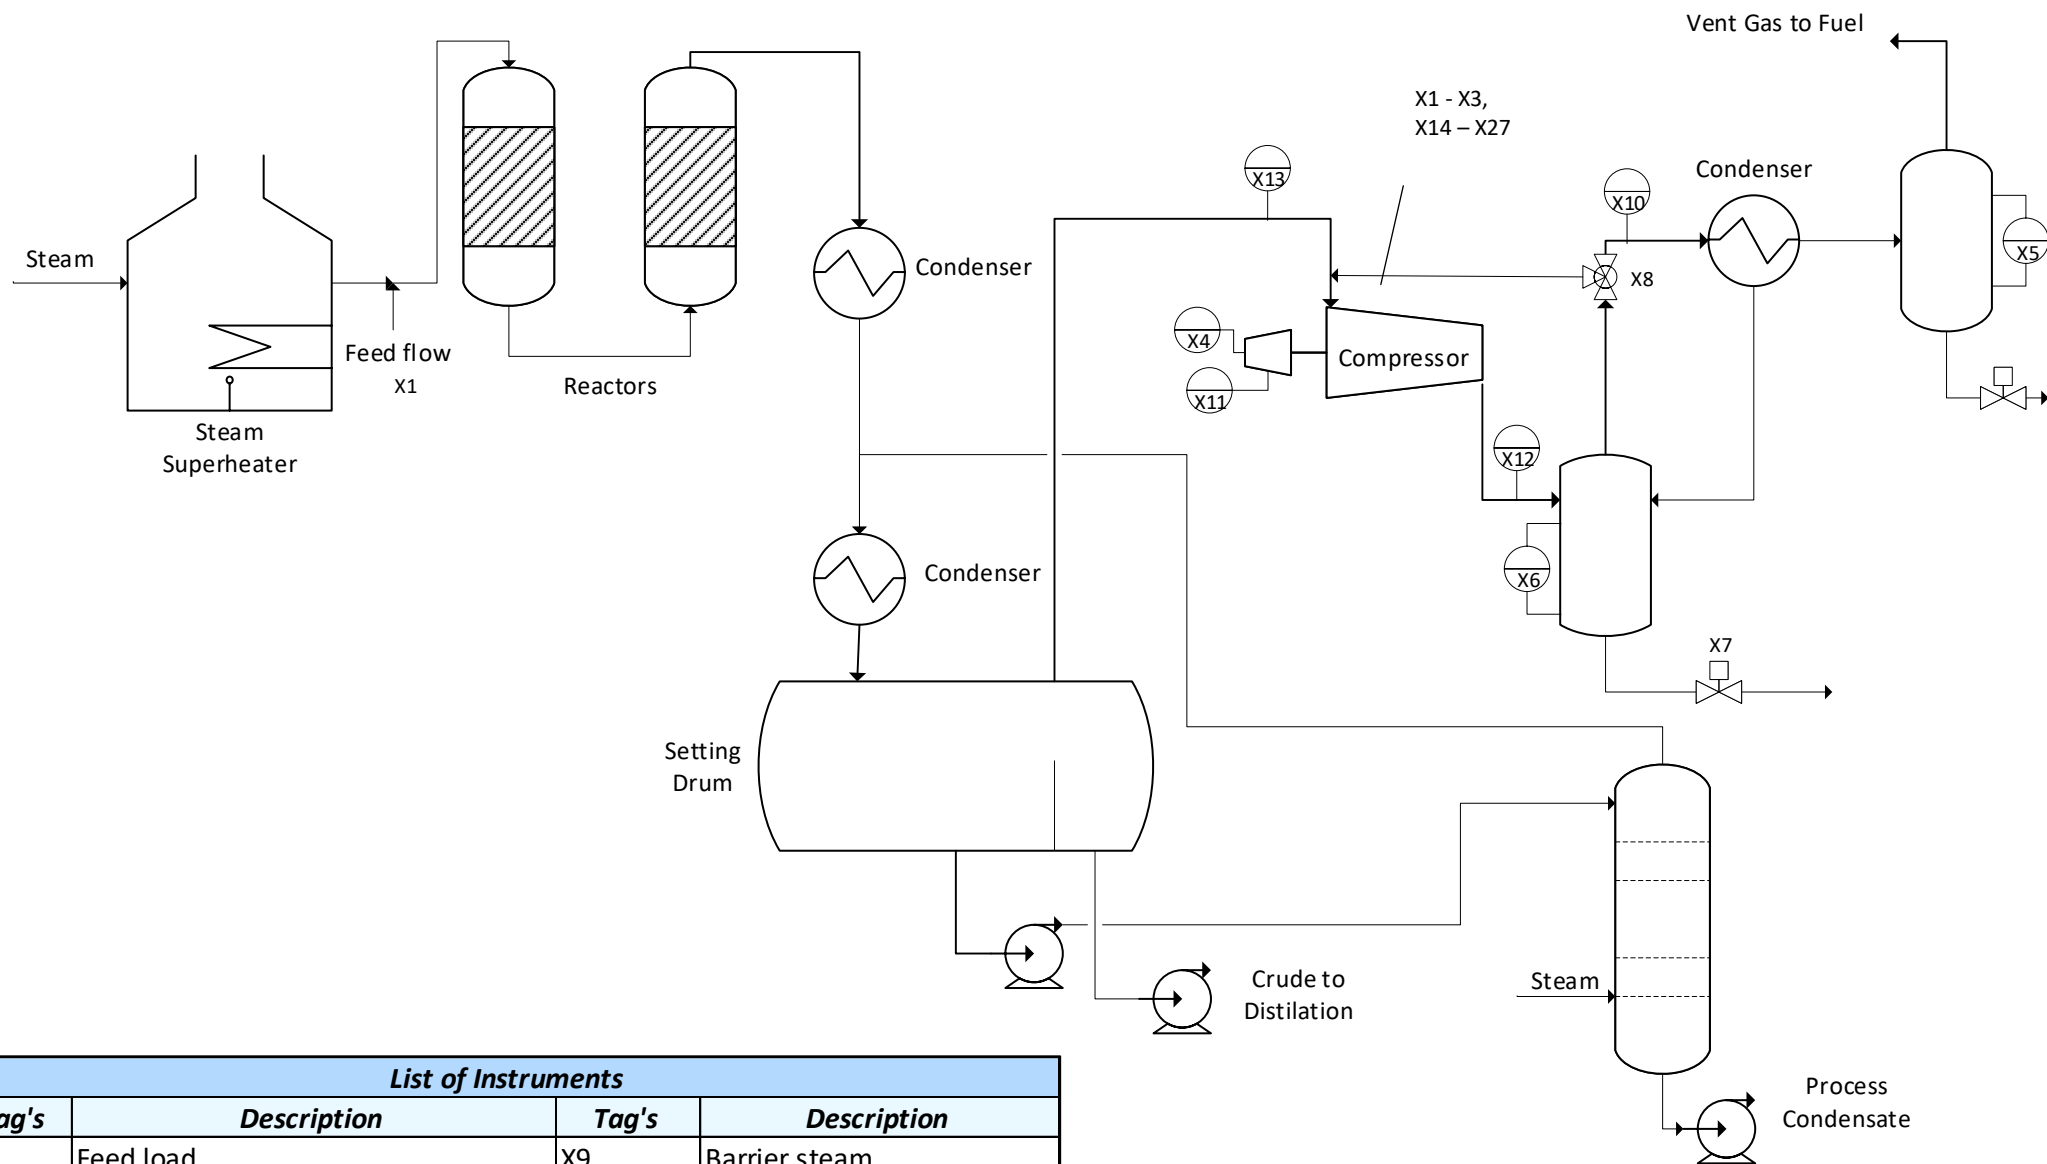 Vent Gas to Fuel
X1 - X3,
X14 – X27
X13
X10
Condenser
Steam
Condenser
X5
X8
X4
Compressor
Feed flow
X1
X11
Reactors
Steam
Superheater
X12
Condenser
X6
X7
Setting
Drum
Steam
Crude to
Distilation
List of Instruments
Process
Condensate
Description
Tag's
Description
Feed load
X9
Barrier steam